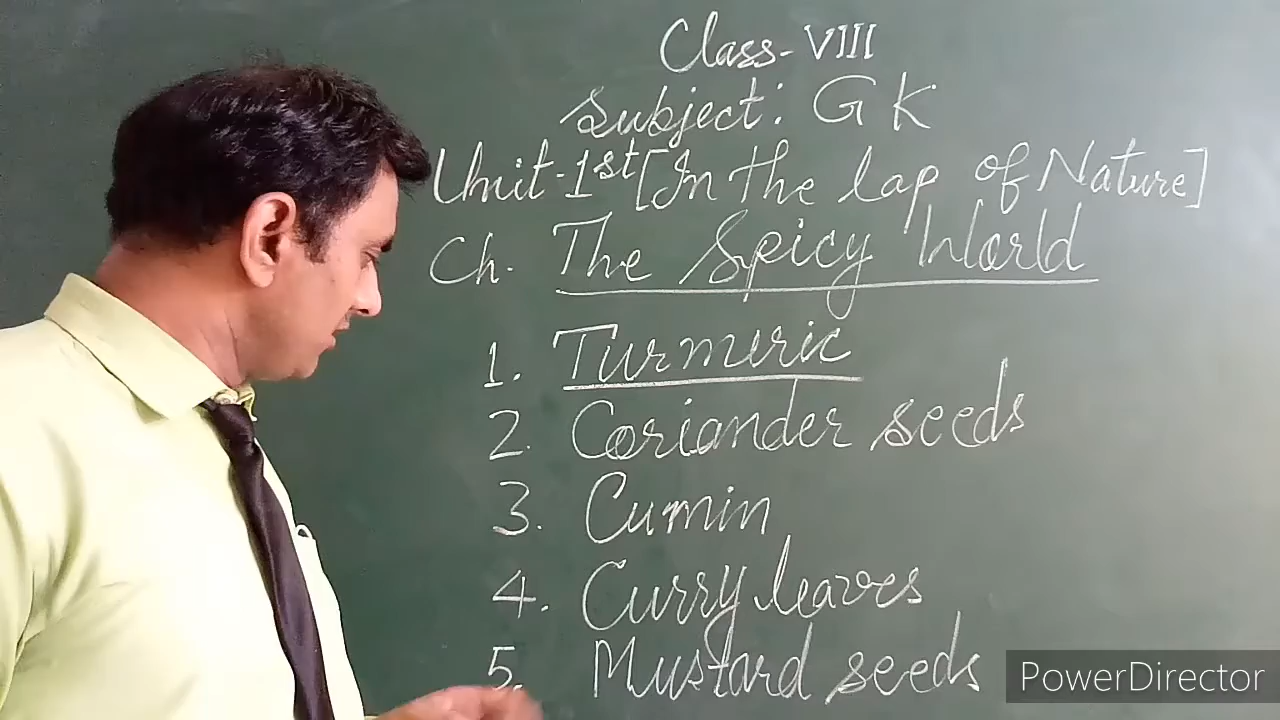 Class-VIII
Subject: GK
Unit-1st [In the lap of Nature]
Ch. The Spicy World
1. Turmeric
2. Coriander seeds
3. Cumin
4. Curry leaves
5. Mustard seeds
PowerDirector